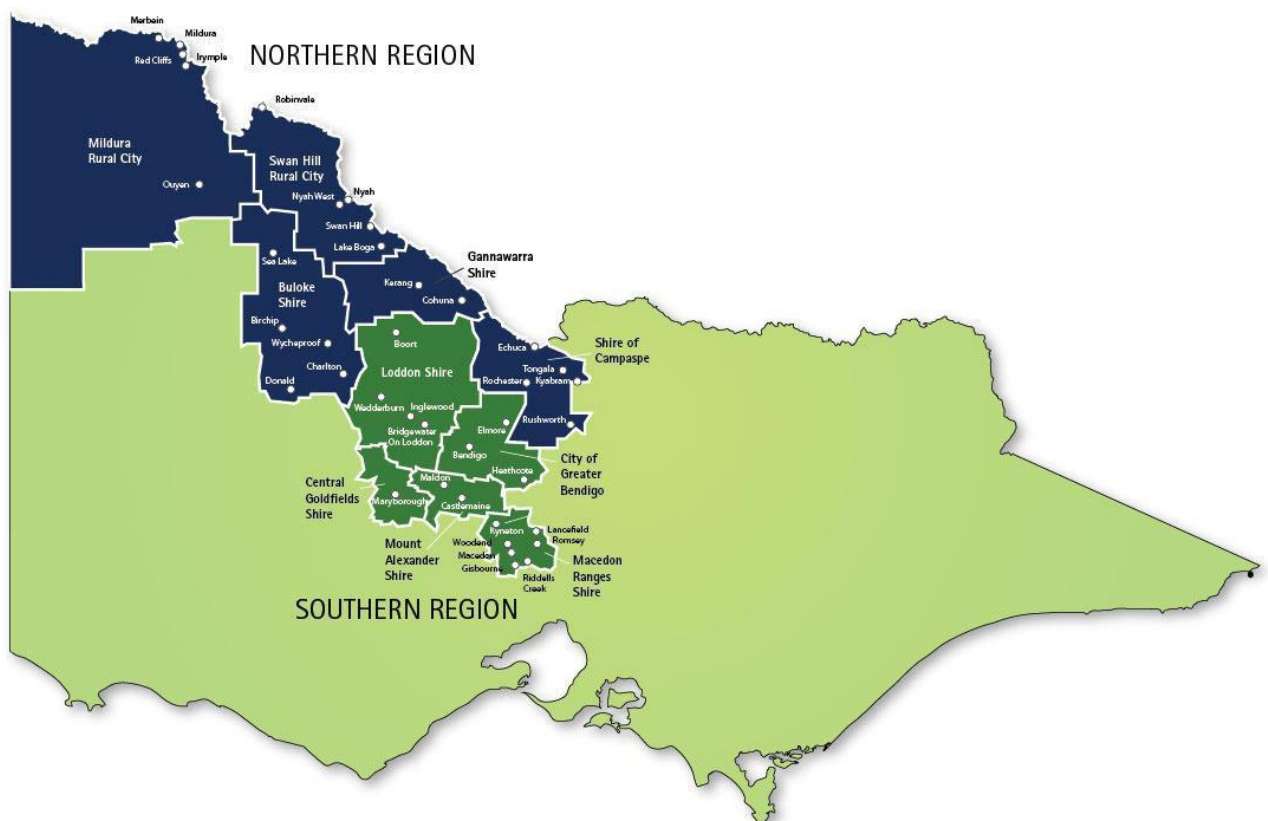 Merbein
Mildura
Irymple
Red Cliffs
NORTHERN REGION
Robinvale
Mildura
Rural City
Swan Hill
Rural City
Ouyen
Nyah West
Nyah
Swan Hill
Lake Boga
Sea Lake
Gannawarra
Shire
Kerang
Cohuna
Buloke
Shire
Birchip
Wycheproof
Charlton
Donald
Boort
Loddon Shire
Echuca
Shire of
Campaspe
Tongala
Rochester
Kyabram
Rushworth
Wedderburn
Inglewood
Bridgewater
On Loddon
Elmore
Bendigo
Heathcote
City of
Greater
Bendigo
Central
Goldfields
Shire
Maryborough
Maldon
Castlemaine
Mount
Alexander
Shire
Kyneton
Lancefield
Romsey
Woodend
Macedon
Gisbourne
Riddells
Creek
Macedon
Ranges
Shire
SOUTHERN REGION